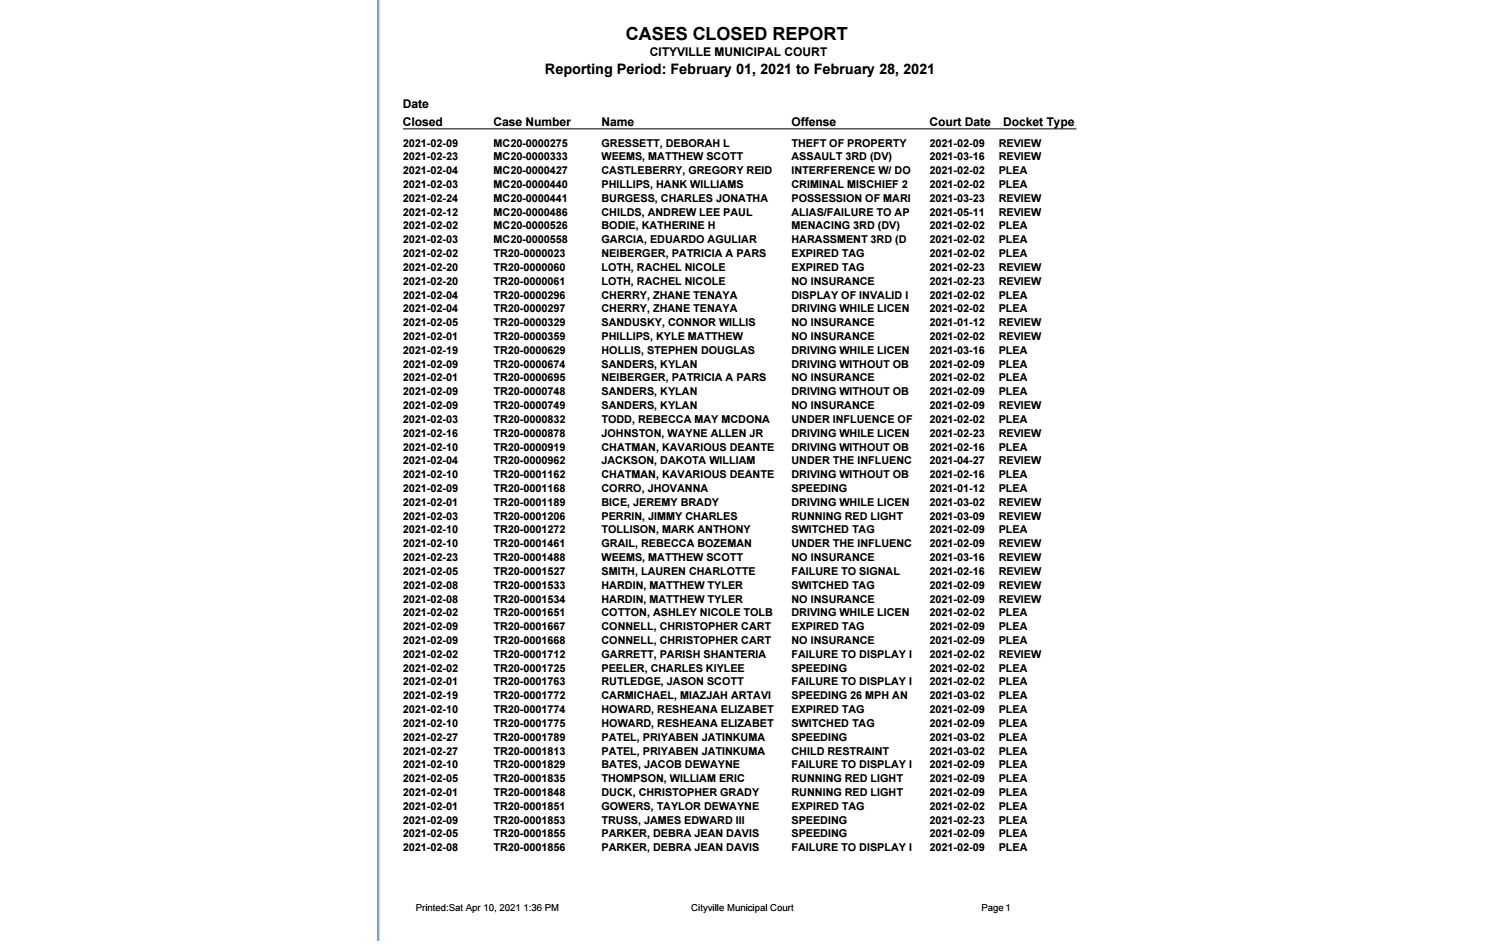 CASES CLOSED REPORT
CITYVILLE MUNICIPAL COURT
Reporting Period: February 01, 2021 to February 28, 2021
Date
Closed Case Number Name Offense Court Date Docket Type
2021-02-09 MC20-0000275 GRESSETT, DEBORAH L THEFT OF PROPERTY 2021-02-09 REVIEW
2021-02-23 MC20-0000333 WEEMS, MATTHEW SCOTT ASSAULT 3RD (DV) 2021-03-16 REVIEW
2021-02-04 MC20-0000427 CASTLEBERRY, GREGORY REID INTERFERENCE W/ DO 2021-02-02 PLEA
2021-02-03 MC20-0000440 PHILLIPS, HANK WILLIAMS CRIMINAL MISCHIEF 2 2021-02-02 PLEA
2021-02-24 MC20-0000441 BURGESS, CHARLES JONATHA POSSESSION OF MARI 2021-03-23 REVIEW
2021-02-12 MC20-0000486 CHILDS, ANDREW LEE PAUL ALIAS/FAILURE TO AP 2021-05-11 REVIEW
2021-02-02 MC20-0000526 BODIE, KATHERINE H MENACING 3RD (DV) 2021-02-02 PLEA
2021-02-03 MC20-0000558 GARCIA, EDUARDO AGULIAR HARASSMENT 3RD (D 2021-02-02 PLEA
2021-02-02 TR20-0000023 NEIBERGER, PATRICIA A PARS EXPIRED TAG 2021-02-02 PLEA
2021-02-20 TR20-0000060 LOTH, RACHEL NICOLE EXPIRED TAG 2021-02-23 REVIEW
2021-02-20 TR20-0000061 LOTH, RACHEL NICOLE NO INSURANCE 2021-02-23 REVIEW
2021-02-04 TR20-0000296 CHERRY, ZHANE TENAYA DISPLAY OF INVALID I 2021-02-02 PLEA
2021-02-04 TR20-0000297 CHERRY, ZHANE TENAYA DRIVING WHILE LICEN 2021-02-02 PLEA
2021-02-05 TR20-0000329 SANDUSKY, CONNOR WILLIS NO INSURANCE 2021-01-12 REVIEW
2021-02-01 TR20-0000359 PHILLIPS, KYLE MATTHEW NO INSURANCE 2021-02-02 REVIEW
2021-02-19 TR20-0000629 HOLLIS, STEPHEN DOUGLAS DRIVING WHILE LICEN 2021-03-16 PLEA
2021-02-09 TR20-0000674 SANDERS, KYLAN DRIVING WITHOUT OB 2021-02-09 PLEA
2021-02-01 TR20-0000695 NEIBERGER, PATRICIA A PARS NO INSURANCE 2021-02-02 PLEA
2021-02-09 TR20-0000748 SANDERS, KYLAN DRIVING WITHOUT OB 2021-02-09 PLEA
2021-02-09 TR20-0000749 SANDERS, KYLAN NO INSURANCE 2021-02-09 REVIEW
2021-02-03 TR20-0000832 TODD, REBECCA MAY MCDONA UNDER INFLUENCE OF 2021-02-02 PLEA
2021-02-16 TR20-0000878 JOHNSTON, WAYNE ALLEN JR DRIVING WHILE LICEN 2021-02-23 REVIEW
2021-02-10 TR20-0000919 CHATMAN, KAVARIOUS DEANTE DRIVING WITHOUT OB 2021-02-16 PLEA
2021-02-04 TR20-0000962 JACKSON, DAKOTA WILLIAM UNDER THE INFLUENC 2021-04-27 REVIEW
2021-02-10 TR20-0001162 CHATMAN, KAVARIOUS DEANTE DRIVING WITHOUT OB 2021-02-16 PLEA
2021-02-09 TR20-0001168 CORRO, JHOVANNA SPEEDING 2021-01-12 PLEA
2021-02-01 TR20-0001189 BICE, JEREMY BRADY DRIVING WHILE LICEN 2021-03-02 REVIEW
2021-02-03 TR20-0001206 PERRIN, JIMMY CHARLES RUNNING RED LIGHT 2021-03-09 REVIEW
2021-02-10 TR20-0001272 TOLLISON, MARK ANTHONY SWITCHED TAG 2021-02-09 PLEA
2021-02-10 TR20-0001461 GRAIL, REBECCA BOZEMAN UNDER THE INFLUENC 2021-02-09 REVIEW
2021-02-23 TR20-0001488 WEEMS, MATTHEW SCOTT NO INSURANCE 2021-03-16 REVIEW
2021-02-05 TR20-0001527 SMITH, LAUREN CHARLOTTE FAILURE TO SIGNAL 2021-02-16 REVIEW
2021-02-08 TR20-0001533 HARDIN, MATTHEW TYLER SWITCHED TAG 2021-02-09 REVIEW
2021-02-08 TR20-0001534 HARDIN, MATTHEW TYLER NO INSURANCE 2021-02-09 REVIEW
2021-02-02 TR20-0001651 COTTON, ASHLEY NICOLE TOLB DRIVING WHILE LICEN 2021-02-02 PLEA
2021-02-09 TR20-0001667 CONNELL, CHRISTOPHER CART EXPIRED TAG 2021-02-09 PLEA
2021-02-09 TR20-0001668 CONNELL, CHRISTOPHER CART NO INSURANCE 2021-02-09 PLEA
2021-02-02 TR20-0001712 GARRETT, PARISH SHANTERIA FAILURE TO DISPLAY I 2021-02-02 REVIEW
2021-02-02 TR20-0001725 PEELER, CHARLES KIYLEE SPEEDING 2021-02-02 PLEA
2021-02-01 TR20-0001763 RUTLEDGE, JASON SCOTT FAILURE TO DISPLAY I 2021-02-02 PLEA
2021-02-19 TR20-0001772 CARMICHAEL, MIAZJAH ARTAVI SPEEDING 26 MPH AN 2021-03-02 PLEA
2021-02-10 TR20-0001774 HOWARD, RESHEANA ELIZABET EXPIRED TAG 2021-02-09 PLEA
2021-02-10 TR20-0001775 HOWARD, RESHEANA ELIZABET SWITCHED TAG 2021-02-09 PLEA
2021-02-27 TR20-0001789 PATEL, PRIYABEN JATINKUMA SPEEDING 2021-03-02 PLEA
2021-02-27 TR20-0001813 PATEL, PRIYABEN JATINKUMA CHILD RESTRAINT 2021-03-02 PLEA
2021-02-10 TR20-0001829 BATES, JACOB DEWAYNE FAILURE TO DISPLAY I 2021-02-09 PLEA
2021-02-05 TR20-0001835 THOMPSON, WILLIAM ERIC RUNNING RED LIGHT 2021-02-09 PLEA
2021-02-01 TR20-0001848 DUCK, CHRISTOPHER GRADY RUNNING RED LIGHT 2021-02-09 PLEA
2021-02-01 TR20-0001851 GOWERS, TAYLOR DEWAYNE EXPIRED TAG 2021-02-02 PLEA
2021-02-09 TR20-0001853 TRUSS, JAMES EDWARD III SPEEDING 2021-02-23 PLEA
2021-02-05 TR20-0001855 PARKER, DEBRA JEAN DAVIS SPEEDING 2021-02-09 PLEA
2021-02-08 TR20-0001856 PARKER, DEBRA JEAN DAVIS FAILURE TO DISPLAY I 2021-02-09 PLEA
Printed:Sat Apr 10, 2021 1:36 PM Cityville Municipal Court Page 1